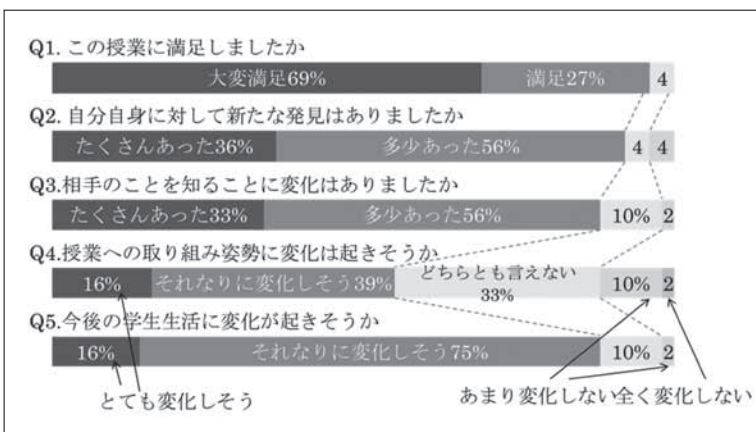 Q1. この授業に満足しましたか
大変満足69% 満足27% 4
Q2. 自分自身に対して新たな発見はありましたか
たくさんあった36% 多少あった56% 4 4
Q3.相手のことを知ることに変化はありましたか
たくさんあった33% 多少あった56% 10% 2
Q4.授業への取り組み姿勢に変化は起きそうか
16% それなりに変化しそう39% どちらとも言えない 10% 2
33%
Q5.今後の学生生活に変化が起きそうか
16% それなりに変化しそう75% 10% 2
とても変化しそう あまり変化しない 全く変化しない